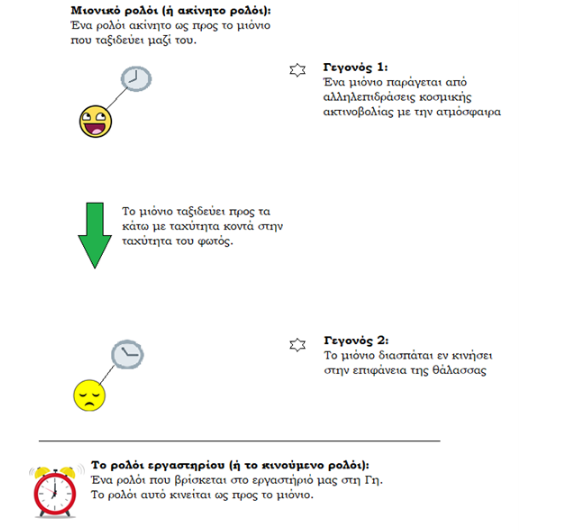 Μιονικό ρολόι (ή ακίνητο ρολόι):
Ένα ρολόι ακίνητο ως προς το μιόνιο
που ταξιδεύει μαζί του.
Γεγονός 1:
Ένα μιόνιο παράγεται από
αλληλεπιδράσεις κοσμικής
ακτινοβολίας με την ατμόσφαιρα
Το μιόνιο ταξιδεύει προς τα
κάτω με ταχύτητα κοντά στην
ταχύτητα του φωτός.
Γεγονός 2:
Το μιόνιο διασπάται εν κινήσει
στην επιφάνεια της θάλασσας
Το ρολόι εργαστηρίου (ή το κινούμενο ρολόι):
Ένα ρολόι που βρίσκεται στο εργαστήριό μας στη Γη.
Το ρολόι αυτό κινείται ως προς το μιόνιο.